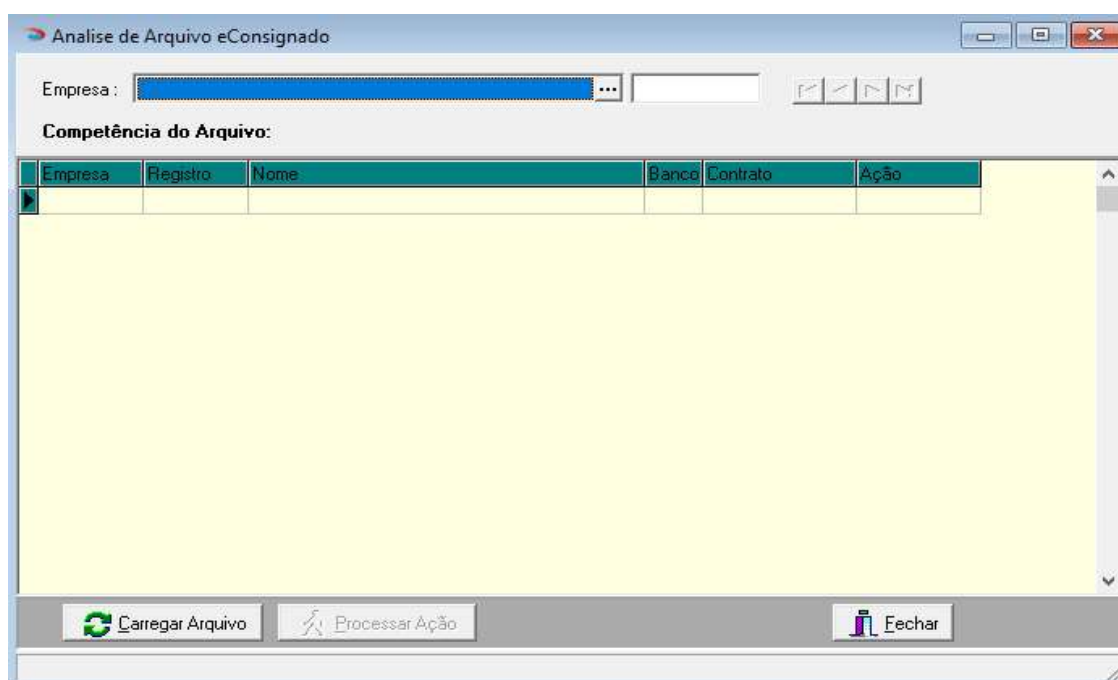 Analise de Arquivo eConsignado
Empresa : ...
Competência do Arquivo:
Empresa Registro Nome Banco Contrato Ação
Carregar Arquivo Processar Ação Fechar